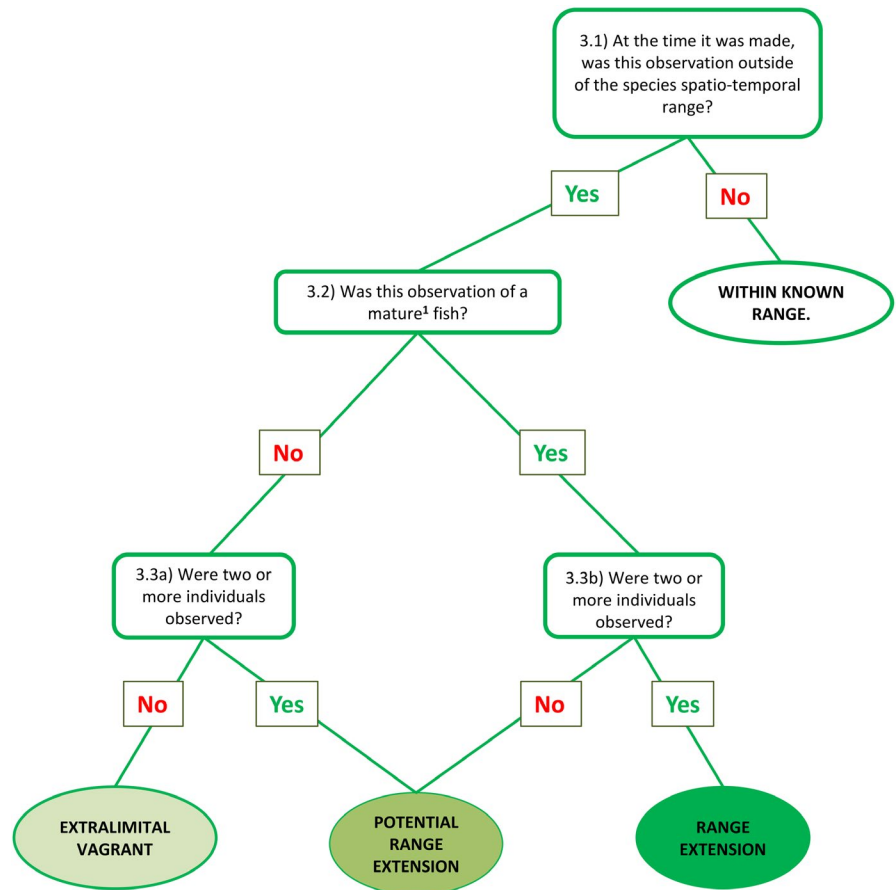 3.1) At the time it was made,
was this observation outside
of the species spatio-temporal
range?
Yes
No
WITHIN KNOWN
RANGE.
3.2) Was this observation of a
mature¹ fish?
No
Yes
3.3a) Were two or
more individuals
observed?
3.3b) Were two or
more individuals
observed?
No
Yes
No
Yes
EXTRALIMITAL
VAGRANT
POTENTIAL
RANGE
EXTENSION
RANGE
EXTENSION